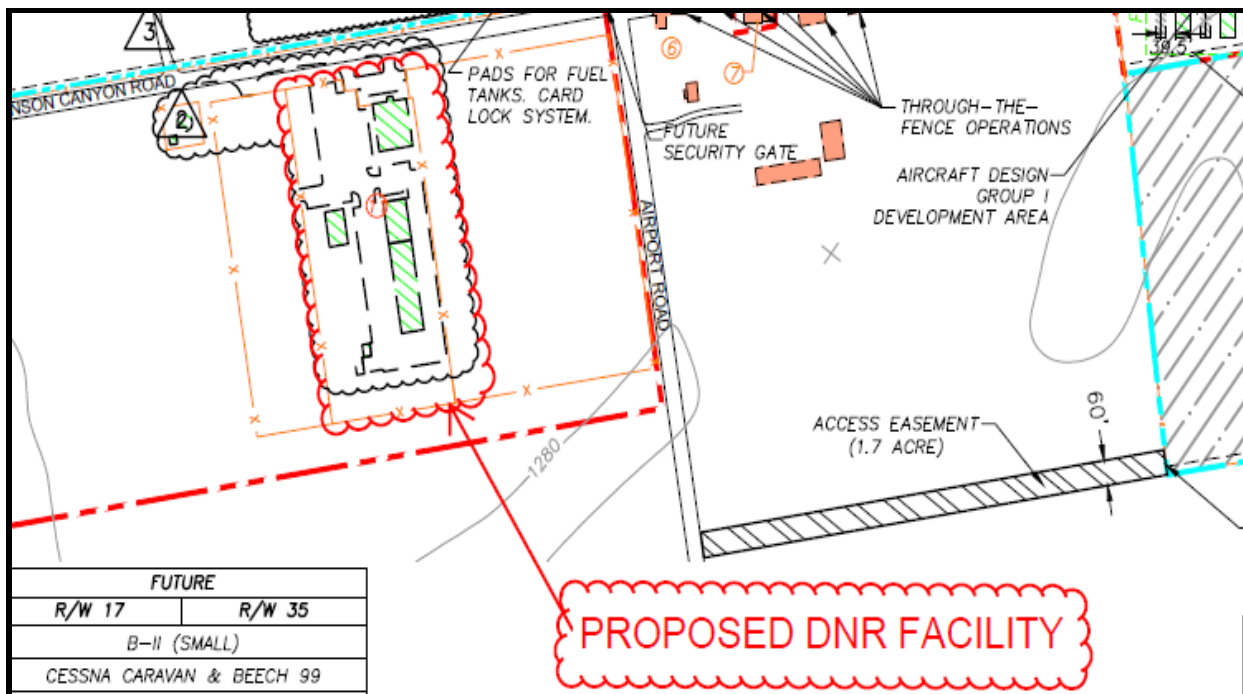 3
39.5'
NSON CANYON ROAD
2
PADS FOR FUEL
TANKS. CARD
LOCK SYSTEM.
6
7
THROUGH-THE-
FENCE OPERATIONS
FUTURE
SECURITY GATE
AIRCRAFT DESIGN
GROUP I
DEVELOPMENT AREA
AIRPORT ROAD
ACCESS EASEMENT
(1.7 ACRE)
60'
1280
FUTURE
R/W 17 R/W 35
B-II (SMALL)
CESSNA CARAVAN & BEECH 99
PROPOSED DNR FACILITY